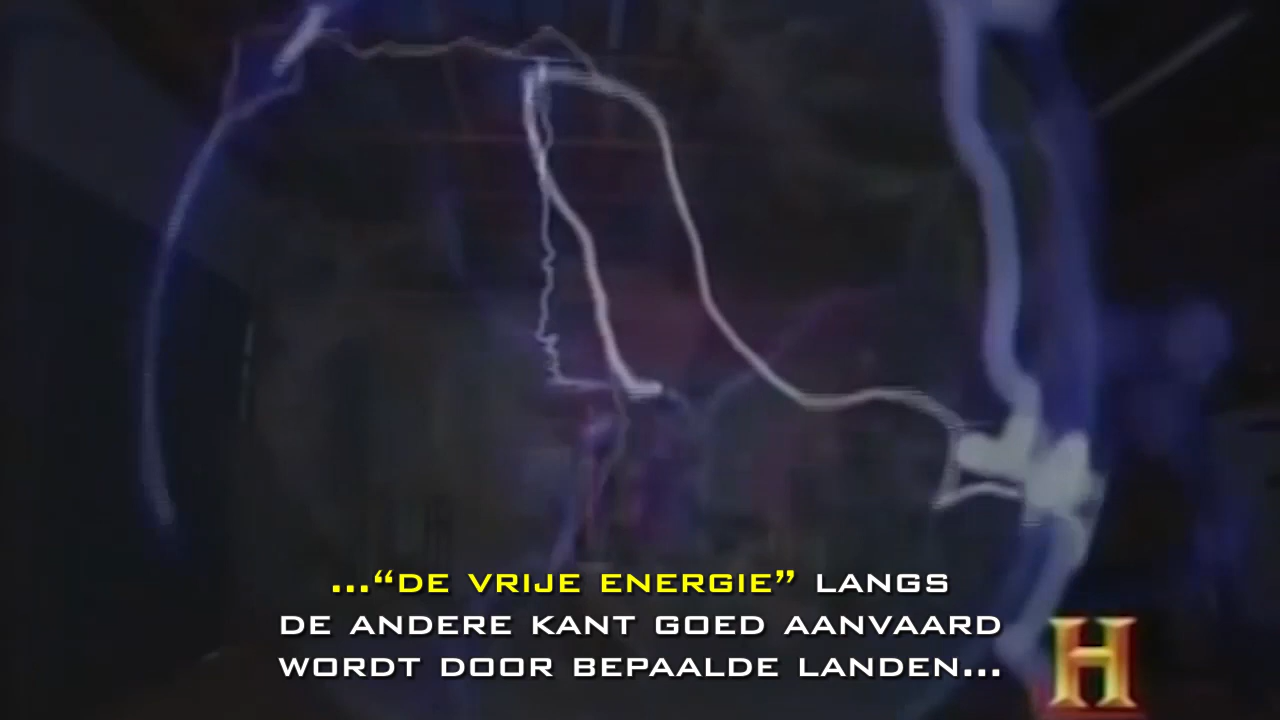 ...“DE VRIJE ENERGIE” LANGS
DE ANDERE KANT GOED AANVAARD
WORDT DOOR BEPAALDE LANDEN...
H